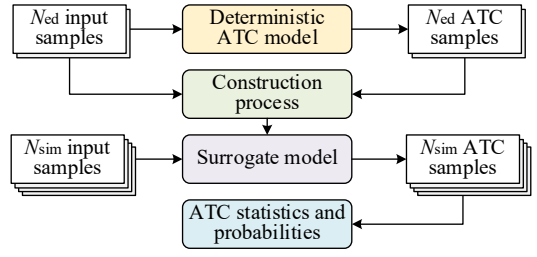 Ned input
samples
Deterministic
ATC model
Ned ATC
samples
Construction
process
Nsim input
samples
Surrogate model
Nsim ATC
samples
ATC statistics and
probabilities